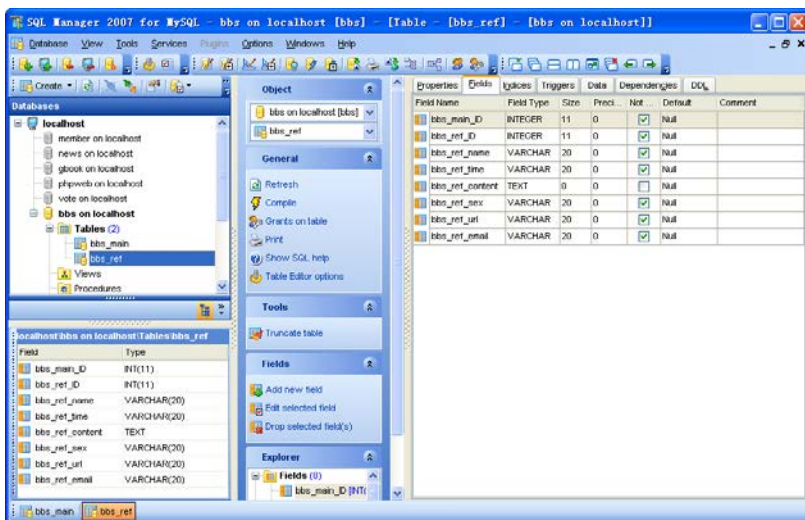 SQL Manager 2007 for MySQL - bbs on localhost [bbs] - [Table - [bbs_ref] - [bbs on localhost]]
Database View Tools Services Plugins Options Windows Help
Create
Databases
localhost
member on localhost
news on localhost
gbook on localhost
phpweb on localhost
vote on localhost
bbs on localhost
Tables (2)
bbs_main
bbs_ref
Views
Procedures
localhost\bbs on localhost\Tables\bbs_ref
Field Type
bbs_main_ID INT(11)
bbs_ref_ID INT(11)
bbs_ref_name VARCHAR(20)
bbs_ref_time VARCHAR(20)
bbs_ref_content TEXT
bbs_ref_sex VARCHAR(20)
bbs_ref_url VARCHAR(20)
bbs_ref_email VARCHAR(20)
Object
bbs on localhost [bbs]
bbs_ref
General
Refresh
Compile
Grants on table
Print
Show SQL help
Table Editor options
Tools
Truncate table
Fields
Add new field
Edit selected field
Drop selected field(s)
Explorer
Fields (8)
bbs_main_ID [INT(
Properties Fields Indices Triggers Data Dependencies DDL
Field Name Field Type Size Preci... Not ... Default Comment
bbs_main_ID INTEGER 11 0 Null
bbs_ref_ID INTEGER 11 0 Null
bbs_ref_name VARCHAR 20 0 Null
bbs_ref_time VARCHAR 20 0 Null
bbs_ref_content TEXT 0 0 Null
bbs_ref_sex VARCHAR 20 0 Null
bbs_ref_url VARCHAR 20 0 Null
bbs_ref_email VARCHAR 20 0 Null
bbs_main bbs_ref